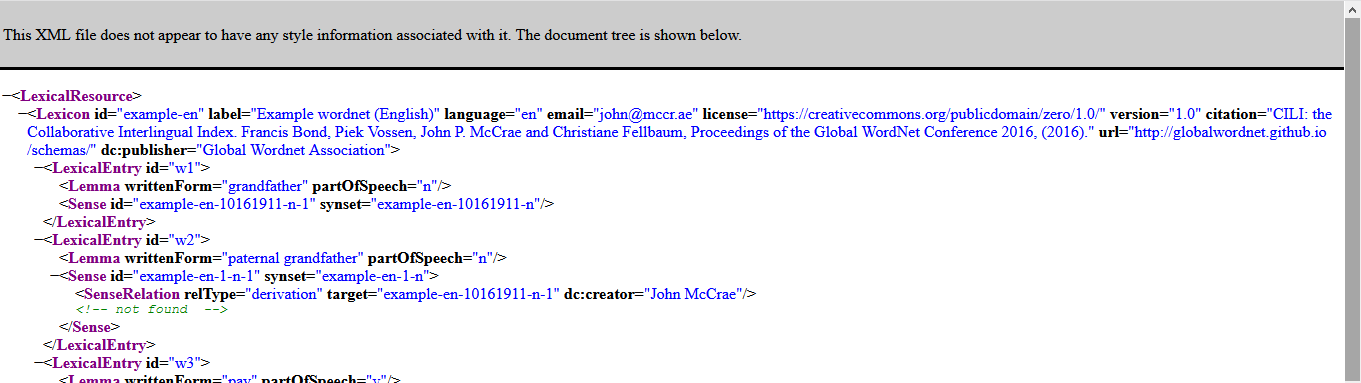 This XML file does not appear to have any style information associated with it. The document tree is shown below.
−<LexicalResource>
−<Lexicon id="example-en" label="Example wordnet (English)" language="en" email="john@mccr.ae" license="https://creativecommons.org/publicdomain/zero/1.0/" version="1.0" citation="CILI: the
Collaborative Interlingual Index. Francis Bond, Piek Vossen, John P. McCrae and Christiane Fellbaum, Proceedings of the Global WordNet Conference 2016, (2016)." url="http://globalwordnet.github.io
/schemas/" dc:publisher="Global Wordnet Association">
−<LexicalEntry id="w1">
<Lemma writtenForm="grandfather" partOfSpeech="n"/>
<Sense id="example-en-10161911-n-1" synset="example-en-10161911-n"/>
</LexicalEntry>
−<LexicalEntry id="w2">
<Lemma writtenForm="paternal grandfather" partOfSpeech="n"/>
−<Sense id="example-en-1-n-1" synset="example-en-1-n">
<SenseRelation relType="derivation" target="example-en-10161911-n-1" dc:creator="John McCrae"/>
<!-- not found  -->
</Sense>
</LexicalEntry>
−<LexicalEntry id="w3">
<Lemma writtenForm="pay" partOfSpeech="v"/>